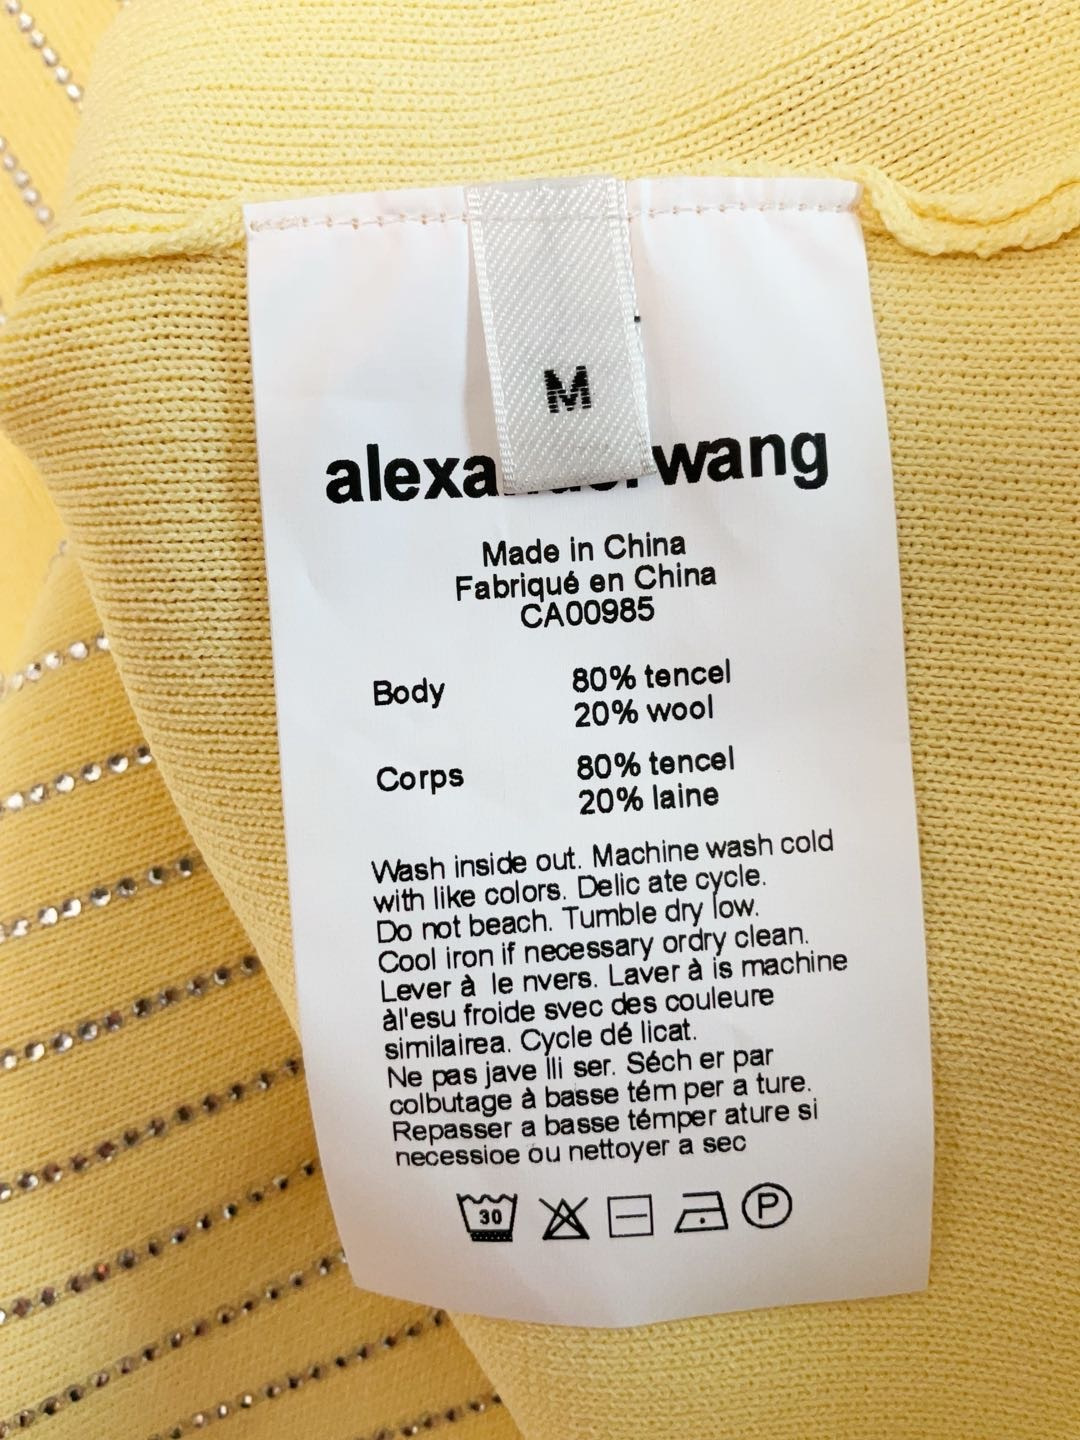 M
alexanderwang
Made in China
Fabriqué en China
CA00985
Body 80% tencel
20% wool
Corps 80% tencel
20% laine
Wash inside out. Machine wash cold
with like colors. Delic ate cycle.
Do not beach. Tumble dry low.
Cool iron if necessary ordry clean.
Lever à le nvers. Laver à is machine
àl'esu froide svec des couleure
similairea. Cycle dé licat.
Ne pas jave lli ser. Séch er par
colbutage à basse tém per a ture.
Repasser a basse témper ature si
necessioe ou nettoyer a sec
30 P